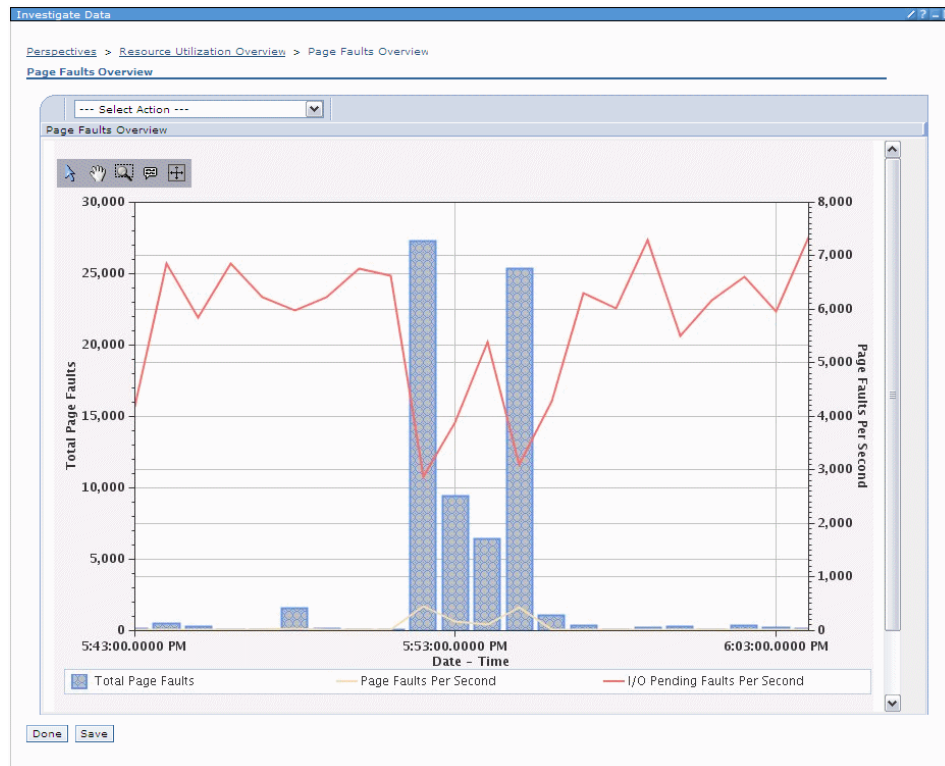 Investigate Data
Perspectives > Resource Utilization Overview > Page Faults Overview
Page Faults Overview
--- Select Action ---
Page Faults Overview
30,000
25,000
20,000
15,000
10,000
5,000
0
Total Page Faults
8,000
7,000
6,000
5,000
4,000
3,000
2,000
1,000
0
Page Faults Per Second
5:43:00.0000 PM 5:53:00.0000 PM 6:03:00.0000 PM
Date – Time
Total Page Faults Page Faults Per Second I/O Pending Faults Per Second
Done Save